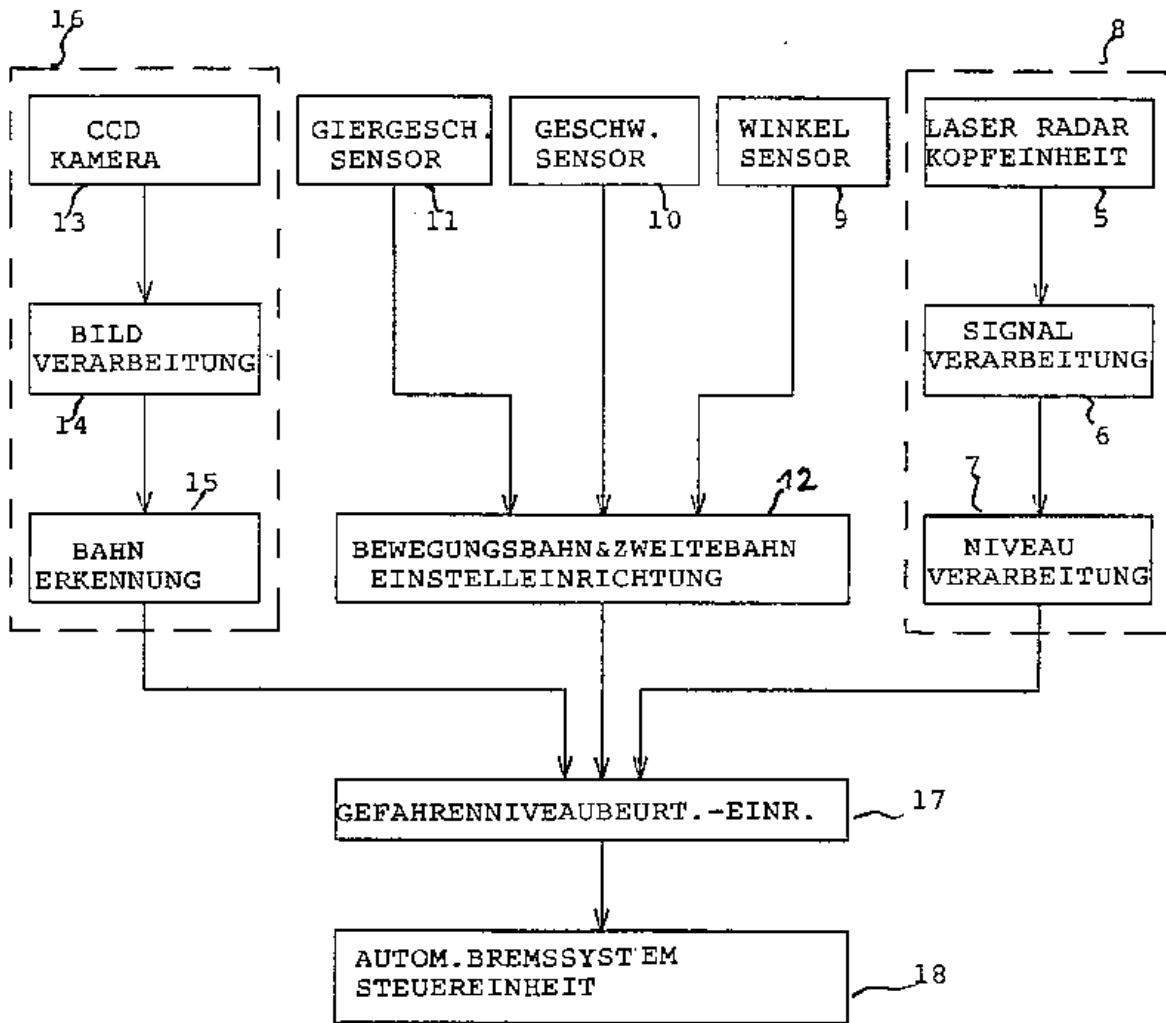 16
8
CCD
KAMERA
GIERGESCH.
SENSOR
GESCHW.
SENSOR
WINKEL
SENSOR
LASER RADAR
KOPFEINHEIT
13
11
10
9
5
BILD
VERARBEITUNG
SIGNAL
VERARBEITUNG
14
6
15
12
7
BAHN
ERKENNUNG
BEWEGUNGSBAHN&ZWEITEBAHN
EINSTELLEINRICHTUNG
NIVEAU
VERARBEITUNG
GEFAHRENNIVEAUBEURT.-EINR.
17
AUTOM.BREMSSYSTEM
STEUEREINHEIT
18